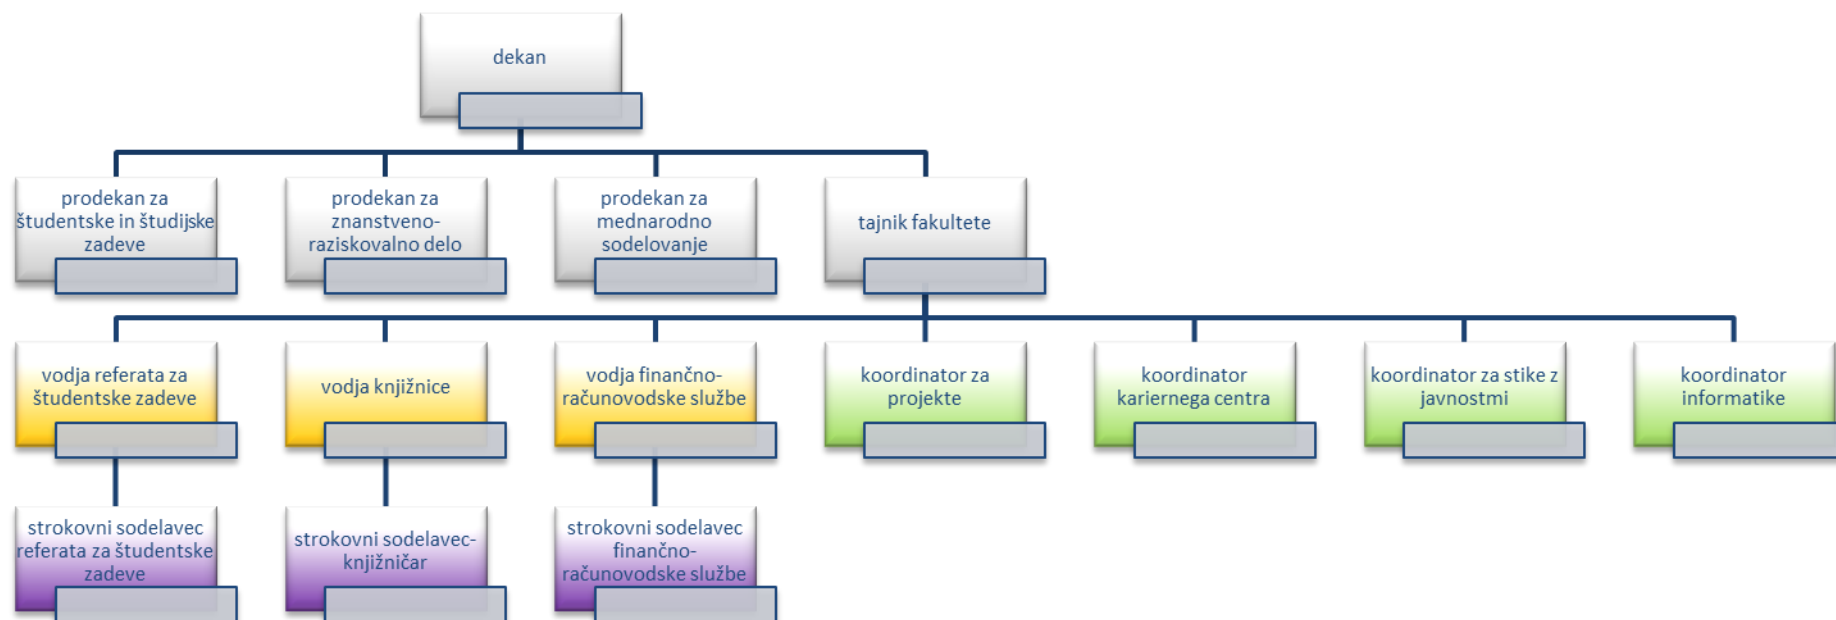 dekan
prodekan za
študentske in študijske
zadeve
prodekan za
znanstveno-
raziskovalno delo
prodekan za
mednarodno
sodelovanje
tajnik fakultete
vodja referata za
študentske zadeve
vodja knjižnice
vodja finančno-
računovodske službe
koordinator za
projekte
koordinator
kariernega centra
koordinator za stike z
javnostmi
koordinator
informatike
strokovni sodelavec
referata za študentske
zadeve
strokovni sodelavec-
knjižničar
strokovni sodelavec
finančno-
računovodske službe